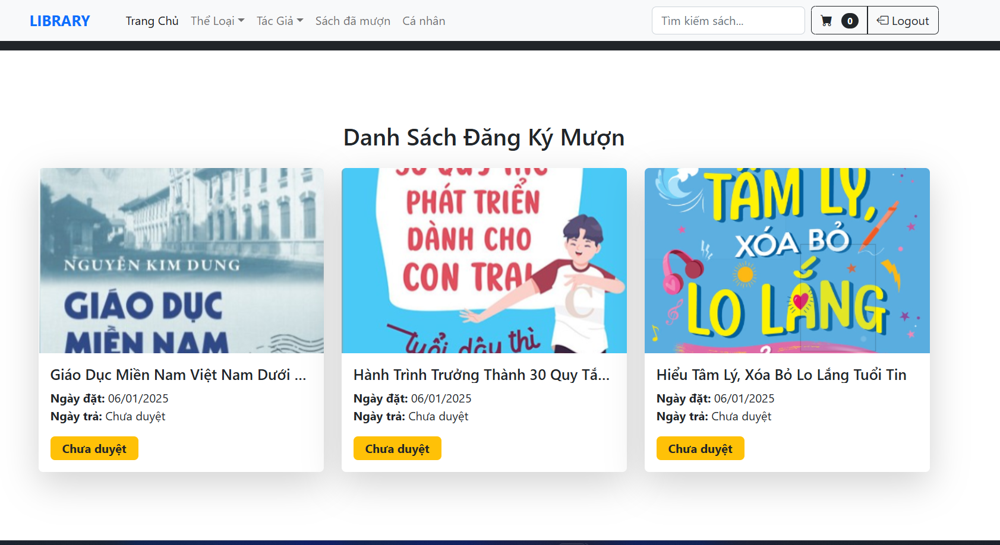 LIBRARY Trang Chủ Thể Loại Tác Giả Sách đã mượn Cá nhân Tìm kiếm sách... 0 Logout
Danh Sách Đăng Ký Mượn
NGUYỄN KIM DUNG
GIÁO DỤC
MIỀN NAM
30 QUY TẮC
PHÁT TRIỂN
DÀNH CHO
CON TRAI
C
Tuổi dậy thì
TÂM LÝ,
XÓA BỎ
LO LẮNG
Giáo Dục Miền Nam Việt Nam Dưới ...
Ngày đặt: 06/01/2025
Ngày trả: Chưa duyệt
Chưa duyệt
Hành Trình Trưởng Thành 30 Quy Tắ...
Ngày đặt: 06/01/2025
Ngày trả: Chưa duyệt
Chưa duyệt
Hiểu Tâm Lý, Xóa Bỏ Lo Lắng Tuổi Tin
Ngày đặt: 06/01/2025
Ngày trả: Chưa duyệt
Chưa duyệt